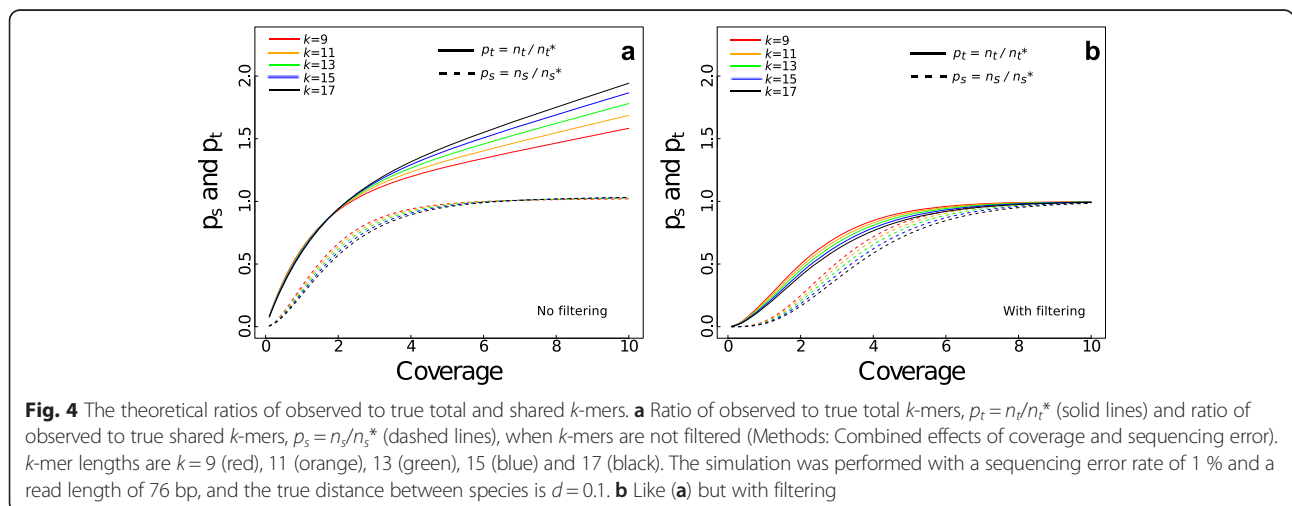 k=9
k=11
k=13
k=15
k=17
pt = nt / nt*
ps = ns / ns*
a
2.0
1.5
1.0
0.5
0.0
ps and pt
No filtering
0 2 4 6 8 10
Coverage
k=9
k=11
k=13
k=15
k=17
pt = nt / nt*
ps = ns / ns*
b
2.0
1.5
1.0
0.5
0.0
ps and pt
With filtering
0 2 4 6 8 10
Coverage
Fig. 4 The theoretical ratios of observed to true total and shared k-mers. a Ratio of observed to true total k-mers, pt = nt/nt* (solid lines) and ratio of
observed to true shared k-mers, ps = ns/ns* (dashed lines), when k-mers are not filtered (Methods: Combined effects of coverage and sequencing error).
k-mer lengths are k = 9 (red), 11 (orange), 13 (green), 15 (blue) and 17 (black). The simulation was performed with a sequencing error rate of 1 % and a
read length of 76 bp, and the true distance between species is d = 0.1. b Like (a) but with filtering